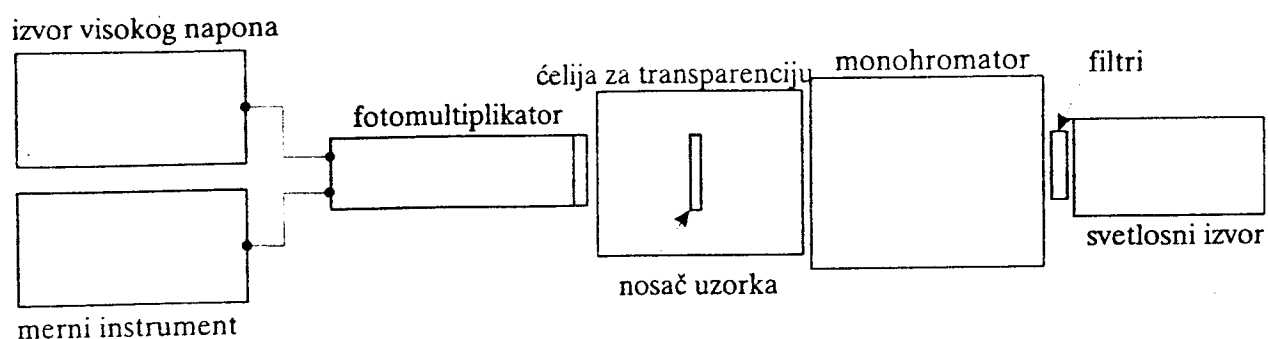 izvor visokog napona
fotomultiplikator
ćelija za transparenciju
monohromator
filtri
svetlosni izvor
nosač uzorka
merni instrument